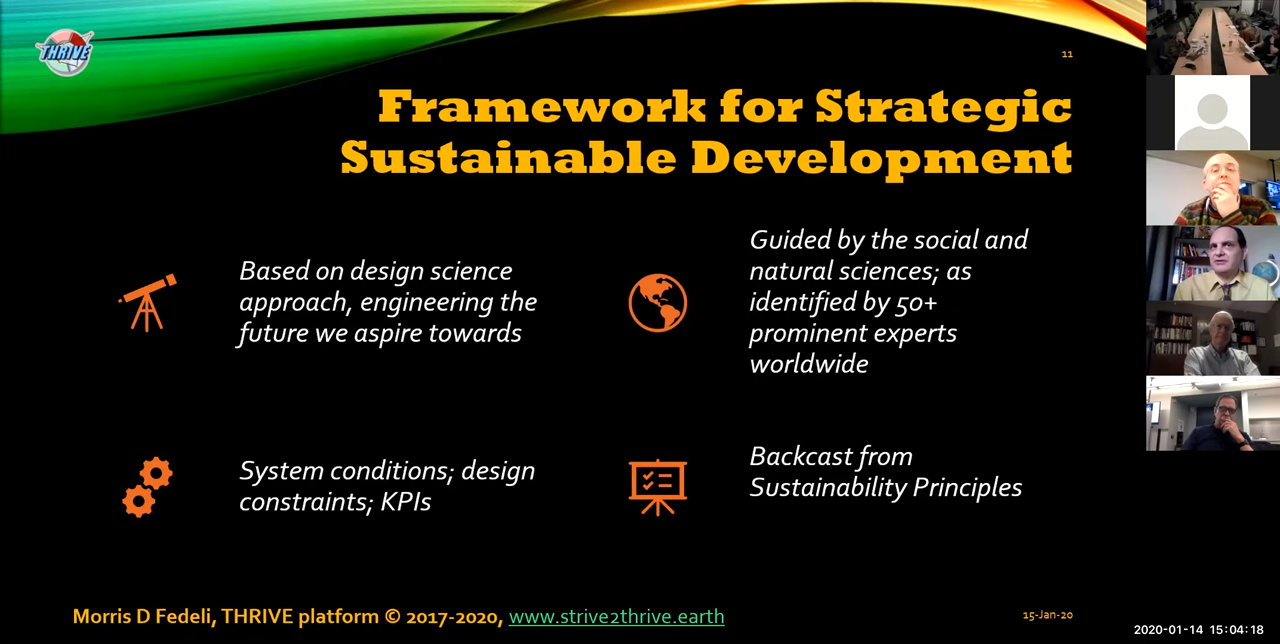 THRIVE
11
Framework for Strategic
Sustainable Development
Based on design science
approach, engineering the
future we aspire towards
Guided by the social and
natural sciences; as
identified by 50+
prominent experts
worldwide
System conditions; design
constraints; KPIs
Backcast from
Sustainability Principles
Morris D Fedeli, THRIVE platform © 2017-2020, www.strive2thrive.earth
15-Jan-20
2020-01-14 15:04:18